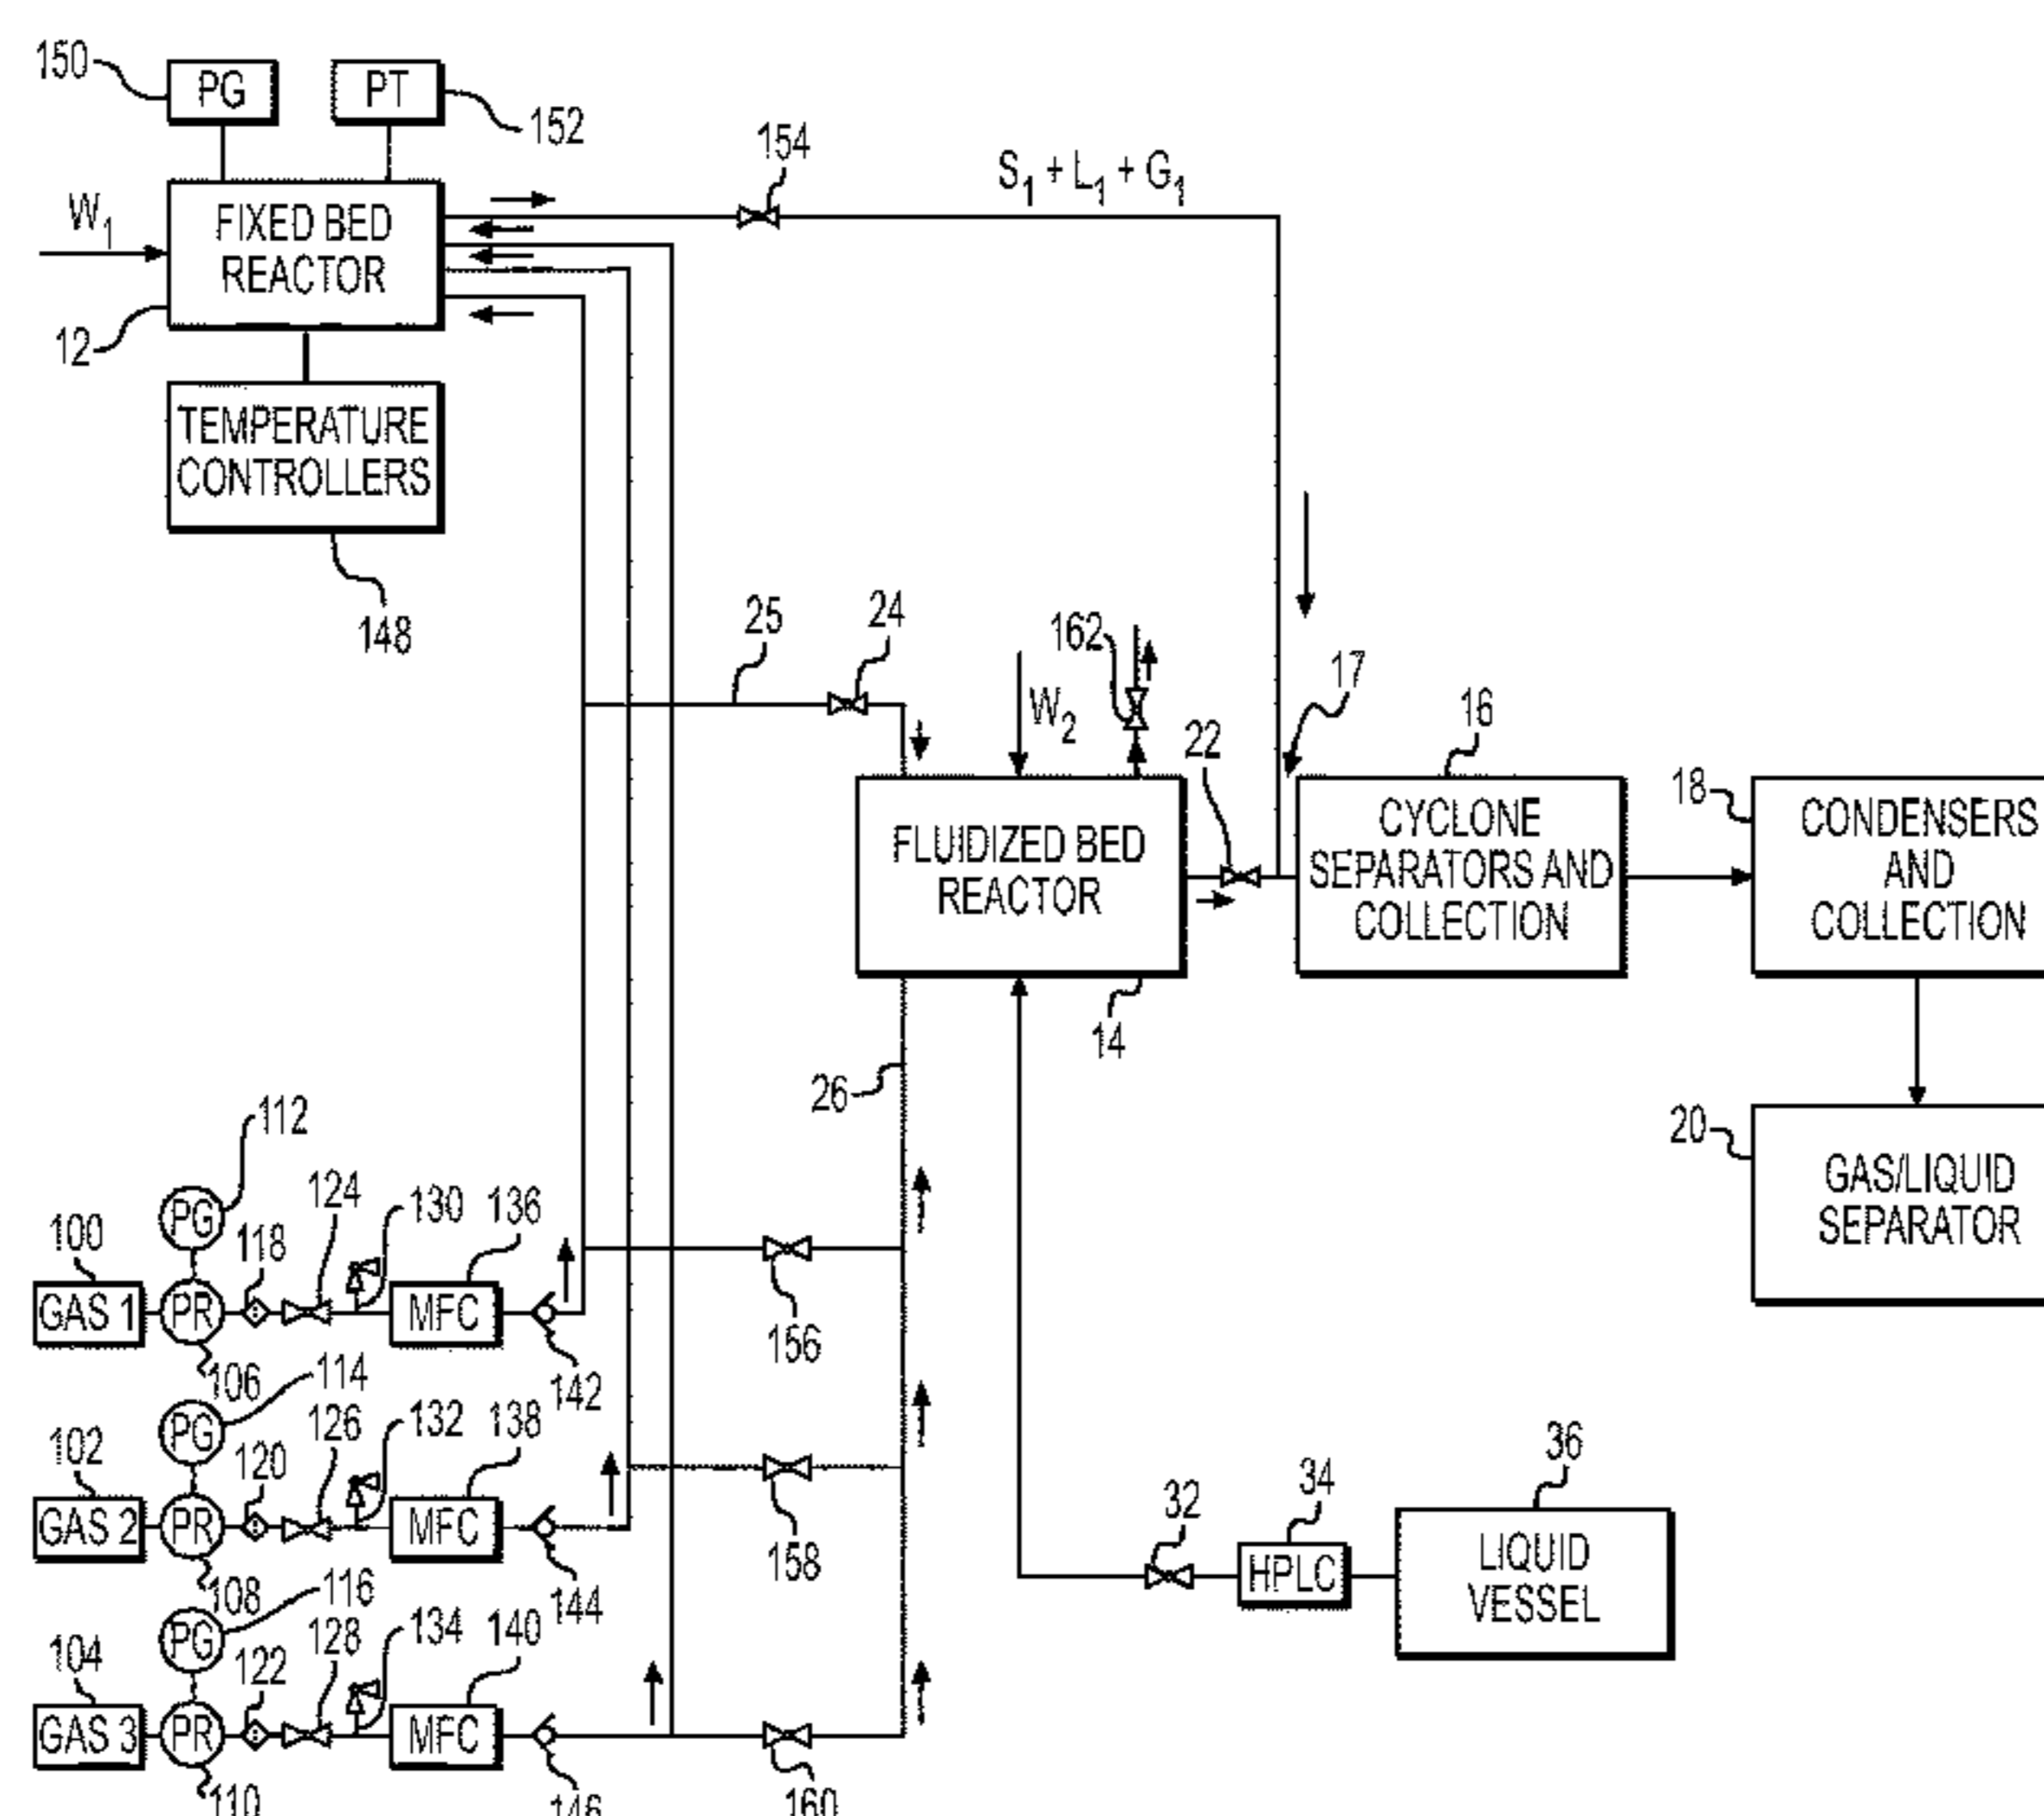 150
PG
PT
152
154
S1 + L1 + G1
W1
FIXED BED
REACTOR
12
TEMPERATURE
CONTROLLERS
148
25
24
162
W2
22
17
16
18
FLUIDIZED BED
REACTOR
CYCLONE
SEPARATORS AND
COLLECTION
CONDENSERS
AND
COLLECTION
14
26
20
GAS/LIQUID
SEPARATOR
112
PG
124
130
136
100
118
GAS 1
PR
MFC
106
142
156
114
PG
126
132
138
102
120
GAS 2
PR
MFC
108
144
158
32
34
36
HPLC
LIQUID
VESSEL
116
PG
128
134
140
104
122
GAS 3
PR
MFC
110
146
160